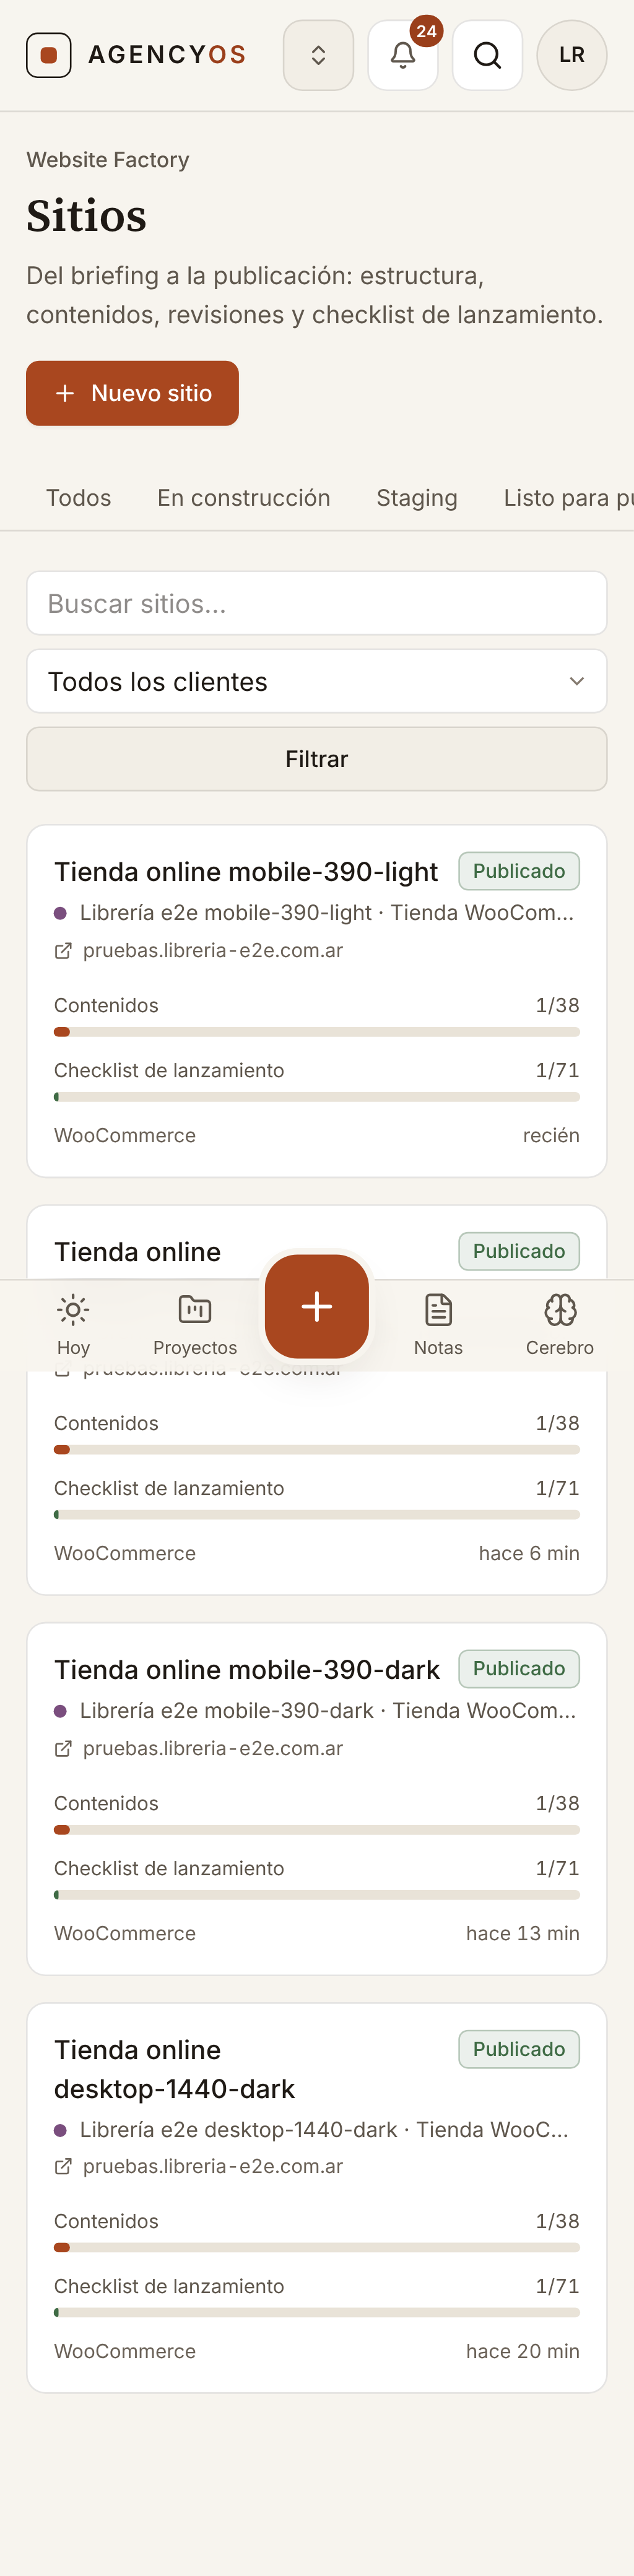 AGENCYOS
24
LR
Website Factory
Sitios
Del briefing a la publicación: estructura,
contenidos, revisiones y checklist de lanzamiento.
Nuevo sitio
Todos En construcción Staging Listo para pu
Buscar sitios...
Todos los clientes
Filtrar
Tienda online mobile-390-light Publicado
Librería e2e mobile-390-light · Tienda WooCom...
pruebas.libreria-e2e.com.ar
Contenidos 1/38
Checklist de lanzamiento 1/71
WooCommerce recién
Tienda online Publicado
Hoy Proyectos Notas Cerebro
pruebas.libreria-e2e.com.ar
Contenidos 1/38
Checklist de lanzamiento 1/71
WooCommerce hace 6 min
Tienda online mobile-390-dark Publicado
Librería e2e mobile-390-dark · Tienda WooCom...
pruebas.libreria-e2e.com.ar
Contenidos 1/38
Checklist de lanzamiento 1/71
WooCommerce hace 13 min
Tienda online Publicado
desktop-1440-dark
Librería e2e desktop-1440-dark · Tienda WooC...
pruebas.libreria-e2e.com.ar
Contenidos 1/38
Checklist de lanzamiento 1/71
WooCommerce hace 20 min